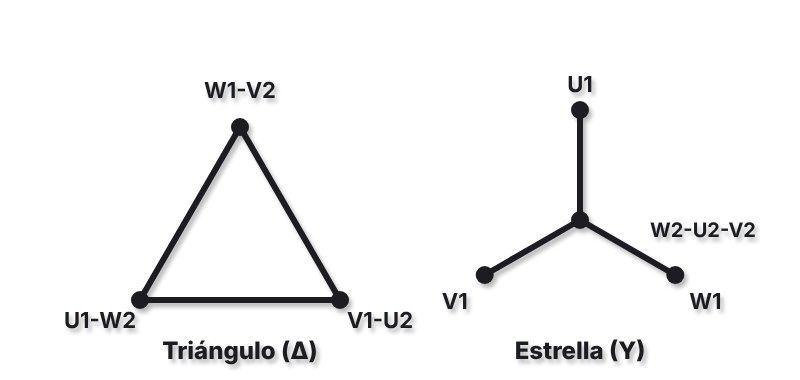 W1-V2
U1-W2
V1-U2
Triángulo (Δ)
U1
W2-U2-V2
V1
W1
Estrella (Y)